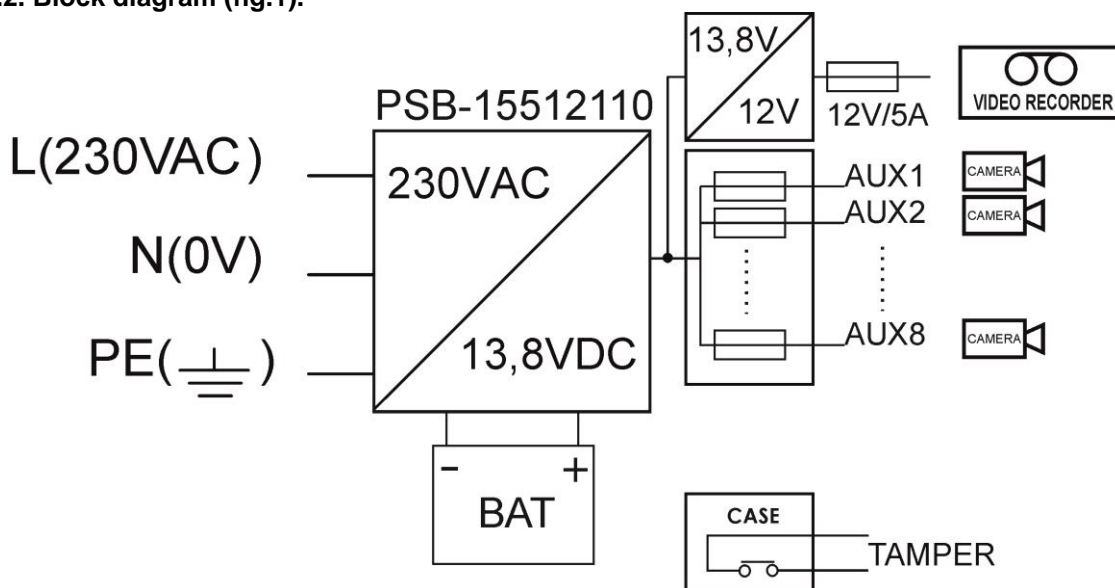 .2. Block diagram (fig.1).
13,8V
12V
12V/5A
VIDEO RECORDER
PSB-15512110
L(230VAC)
230VAC
N(0V)
PE( )
13,8VDC
AUX1
CAMERA
AUX2
CAMERA
AUX8
CAMERA
- +
BAT
CASE
TAMPER